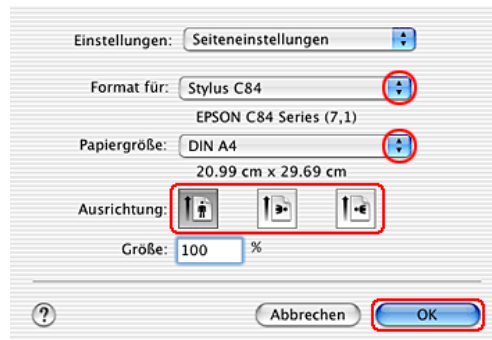 Einstellungen: Seiteneinstellungen
Format für: Stylus C84
EPSON C84 Series (7,1)
Papiergröße: DIN A4
20.99 cm x 29.69 cm
Ausrichtung:
Größe: 100 %
? Abbrechen OK